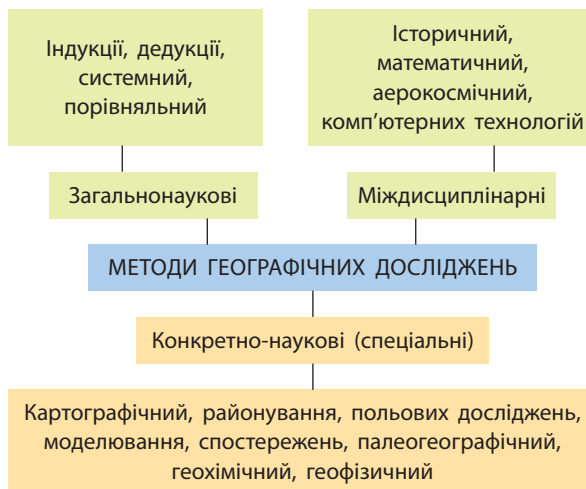 Індукції, дедукції,
системний,
порівняльний
Історичний,
математичний,
аерокосмічний,
комп'ютерних технологій
Загальнонаукові
Міждисциплінарні
МЕТОДИ ГЕОГРАФІЧНИХ ДОСЛІДЖЕНЬ
Конкретно-наукові (спеціальні)
Картографічний, районування, польових досліджень,
моделювання, спостережень, палеогеографічний,
геохімічний, геофізичний